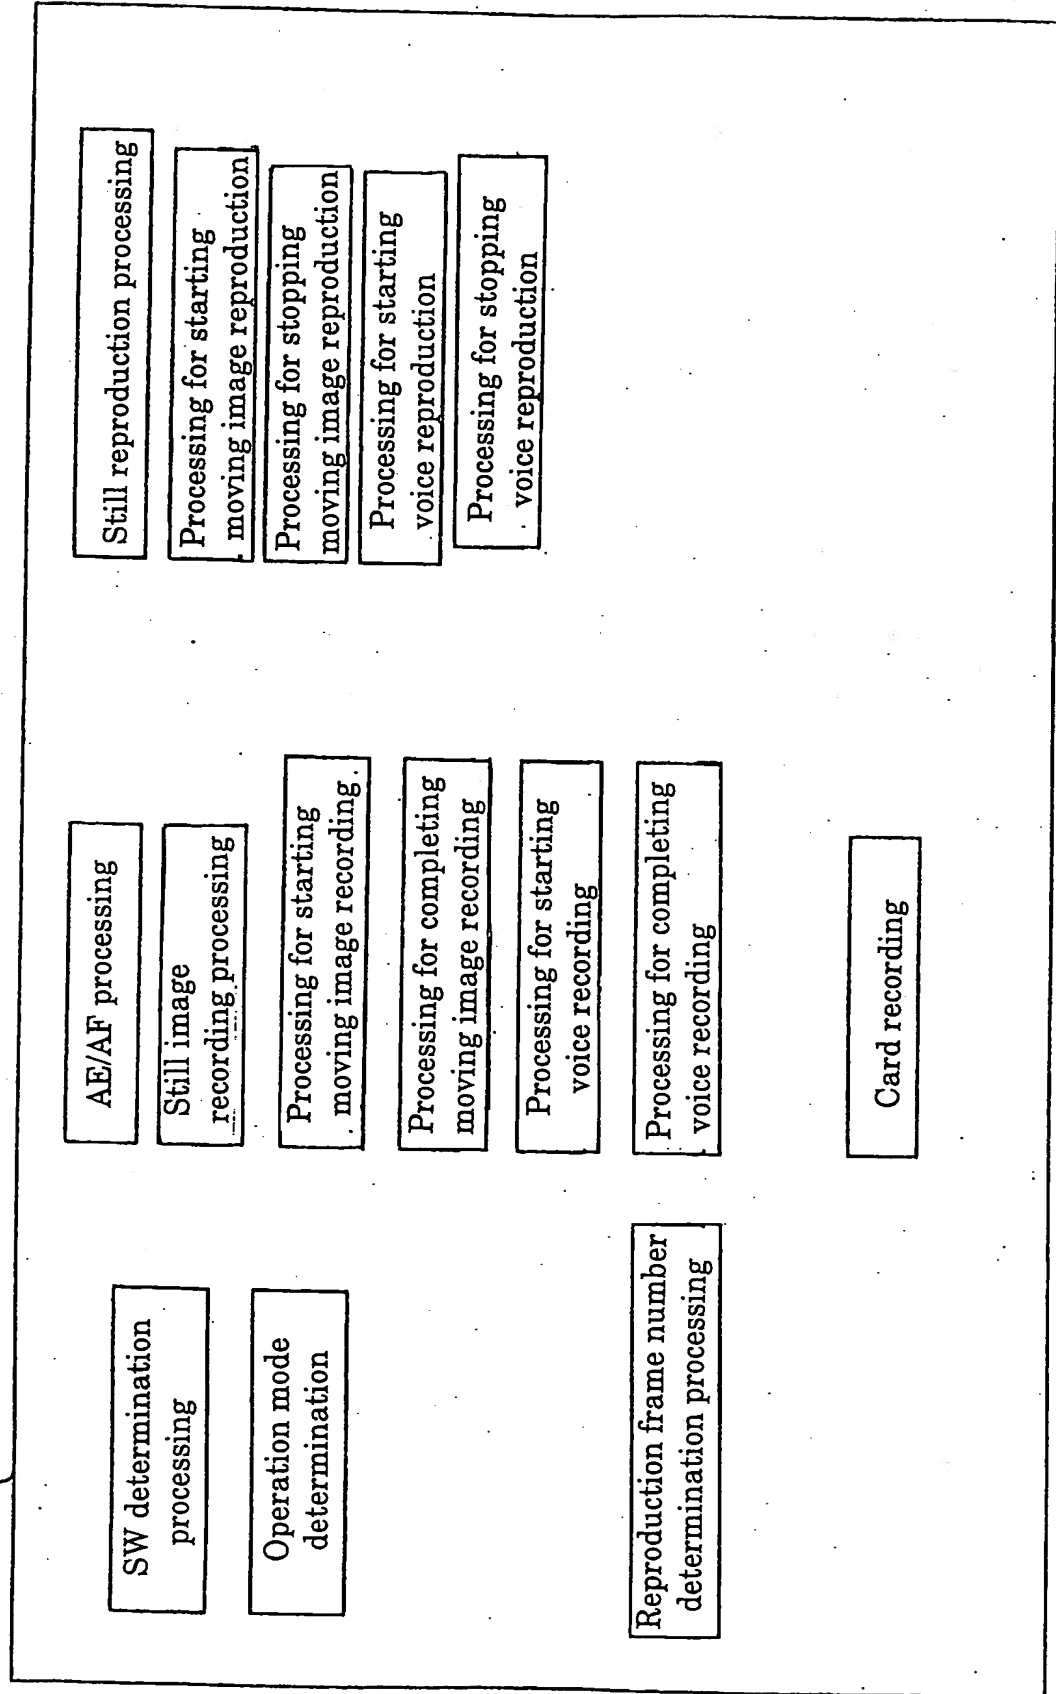 SW determination
processing
Operation mode
determination
Reproduction frame number
determination processing
AE/AF processing
Still image
recording processing
Processing for starting
moving image recording
Processing for completing
moving image recording
Processing for starting
voice recording
Processing for completing
voice recording
Card recording
Still reproduction processing
Processing for starting
moving image reproduction
Processing for stopping
moving image reproduction
Processing for starting
voice reproduction
Processing for stopping
voice reproduction